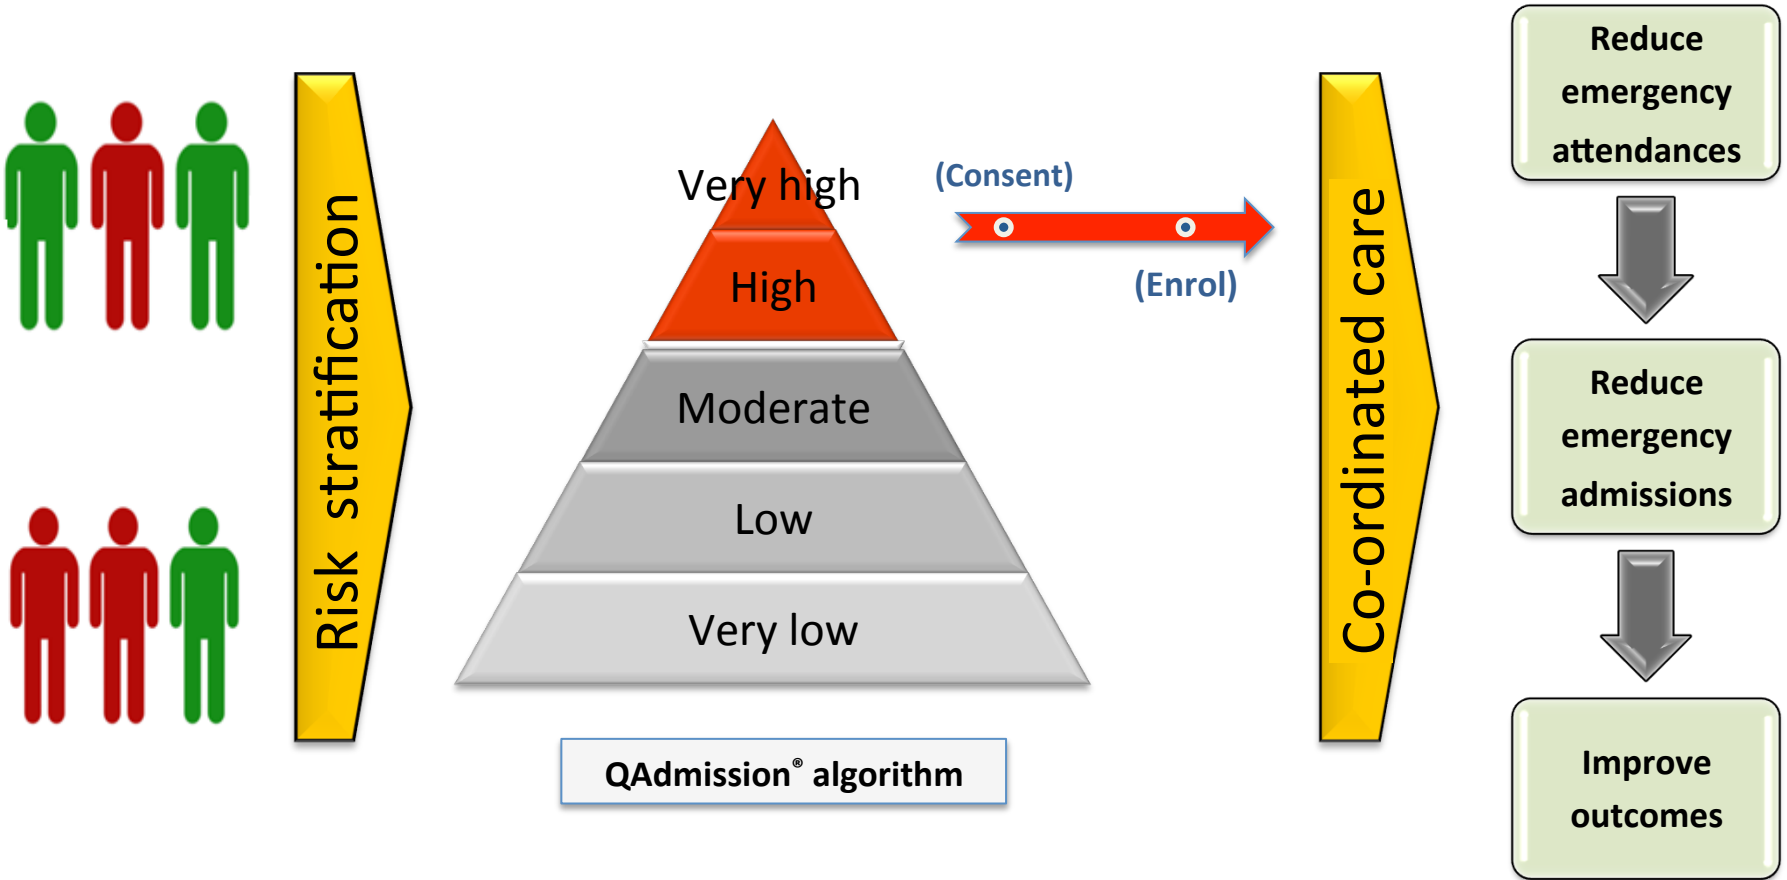 Risk stratification
Very high
High
Moderate
Low
Very low
QAdmission® algorithm
(Consent)
(Enrol)
Co-ordinated care
Reduce
emergency
attendances
Reduce
emergency
admissions
Improve
outcomes